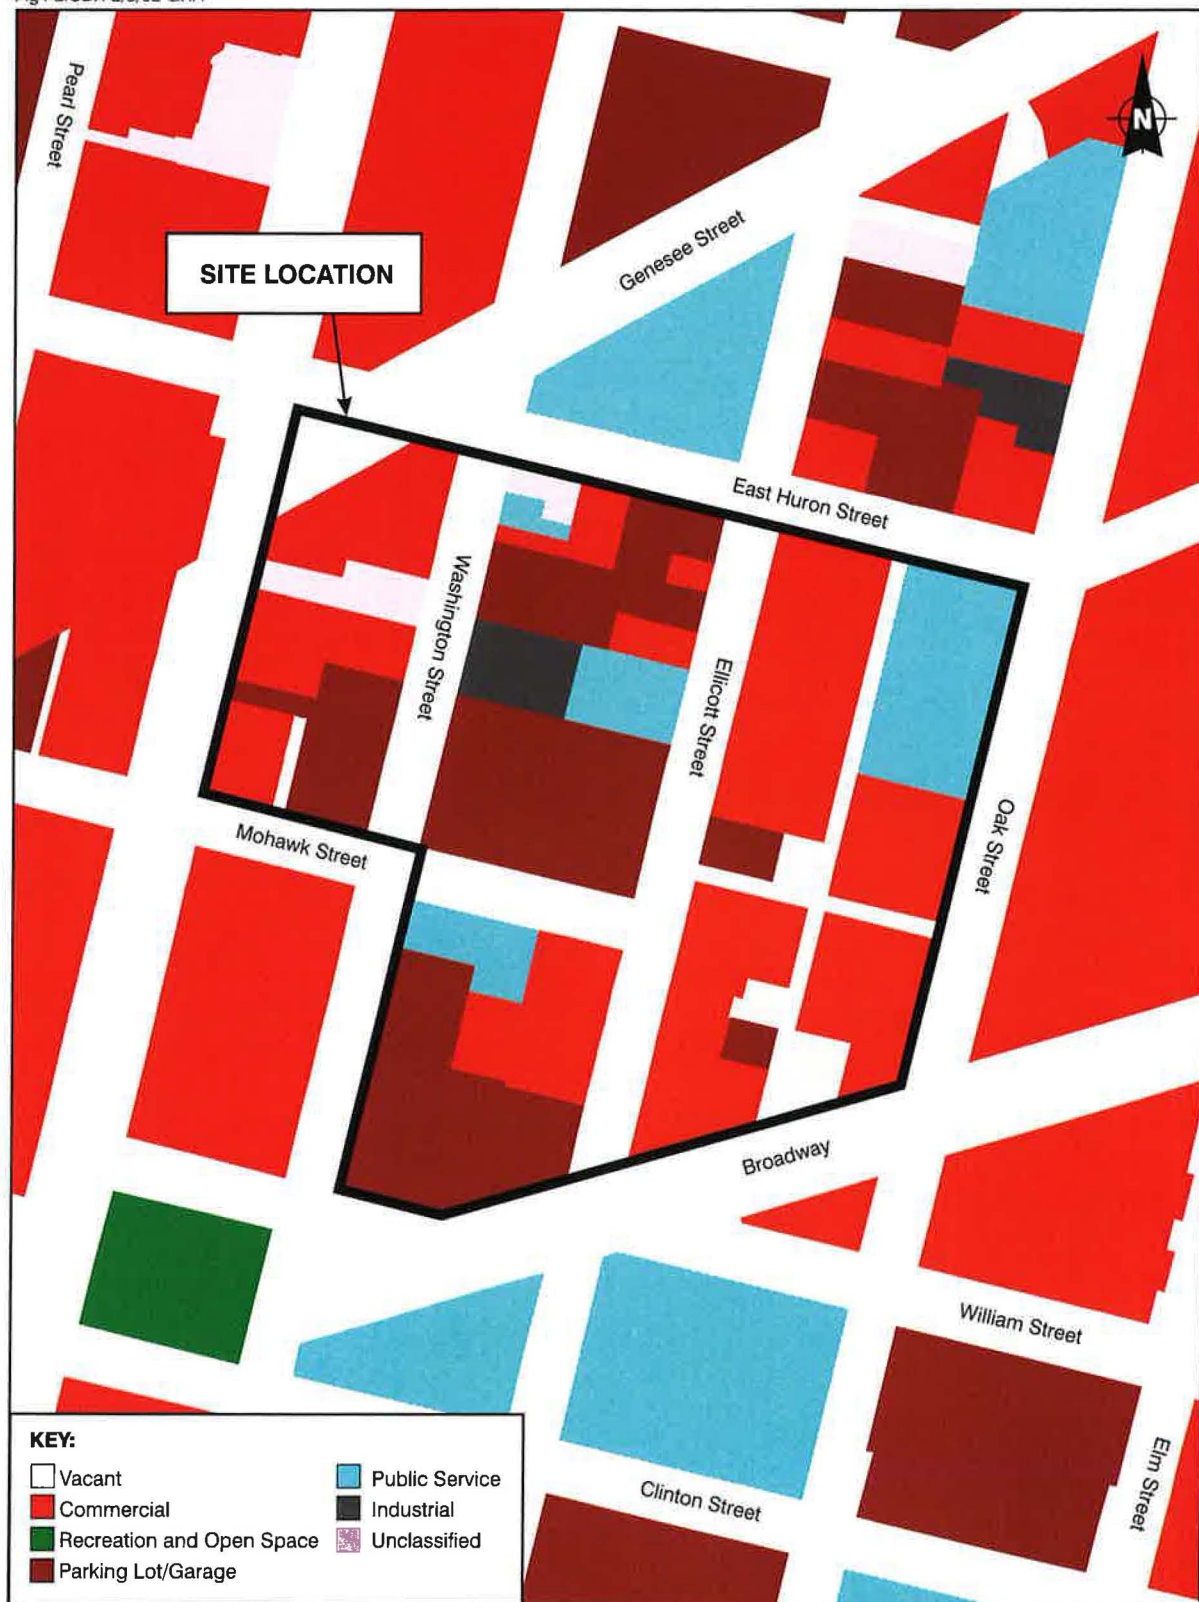 Pearl Street
N
SITE LOCATION
Genesee Street
East Huron Street
Washington Street
Ellicott Street
Oak Street
Mohawk Street
Broadway
William Street
Elm Street
Clinton Street
KEY:
Vacant
Commercial
Recreation and Open Space
Parking Lot/Garage
Public Service
Industrial
Unclassified